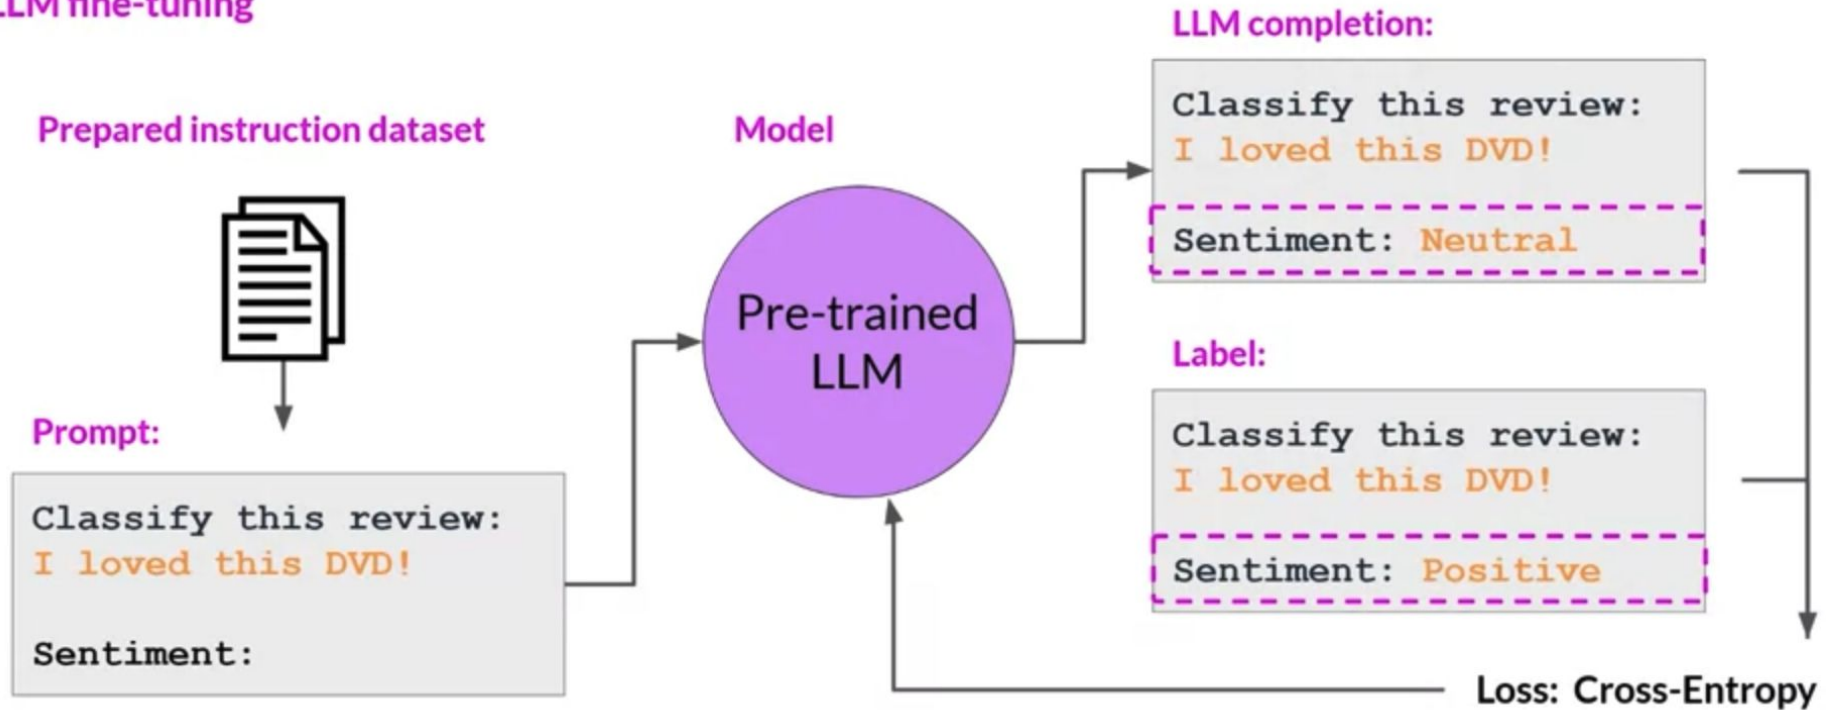 LLM fine-tuning
Prepared instruction dataset
Prompt:
Classify this review:
I loved this DVD!
Sentiment:
Model
Pre-trained
LLM
LLM completion:
Classify this review:
I loved this DVD!
Sentiment: Neutral
Label:
Classify this review:
I loved this DVD!
Sentiment: Positive
Loss: Cross-Entropy